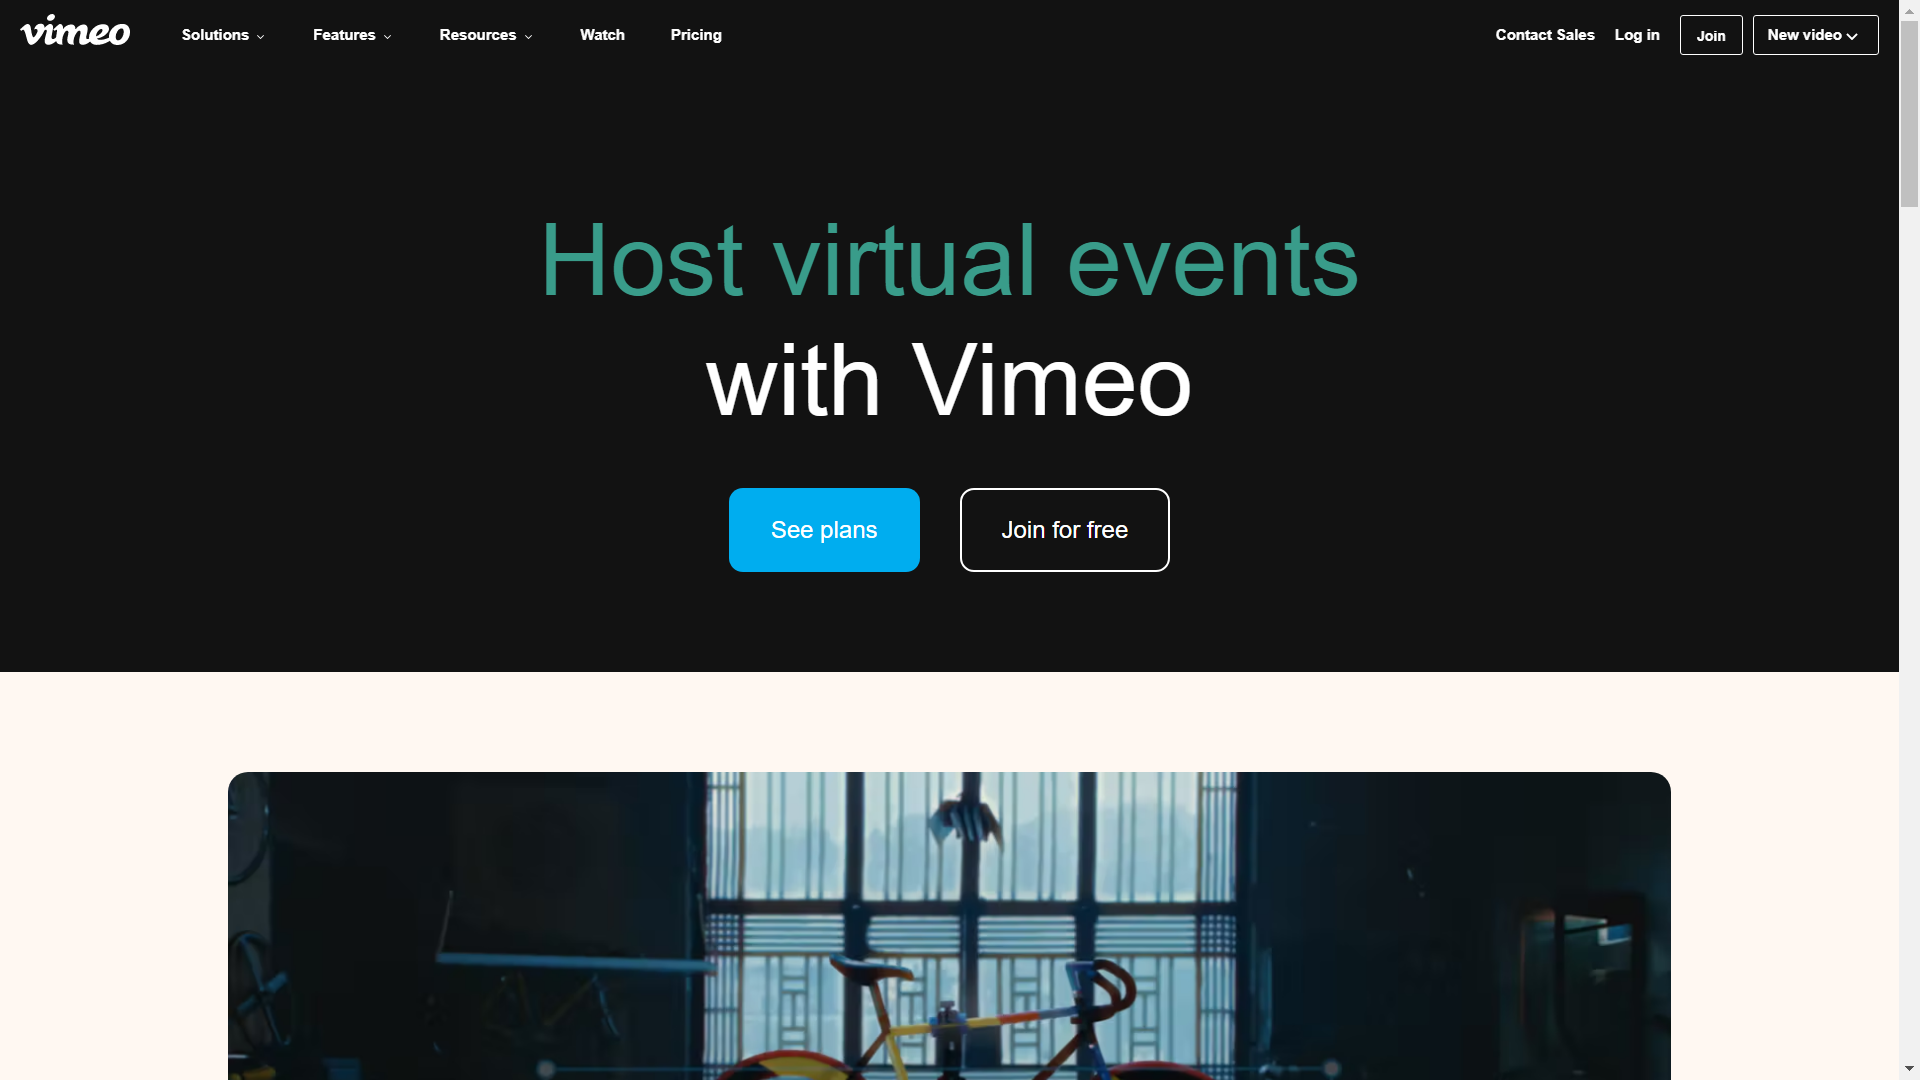 vimeo
Solutions
Features
Resources
Watch
Pricing
Contact Sales
Log in
Join
New video
Host virtual events
with Vimeo
See plans
Join for free